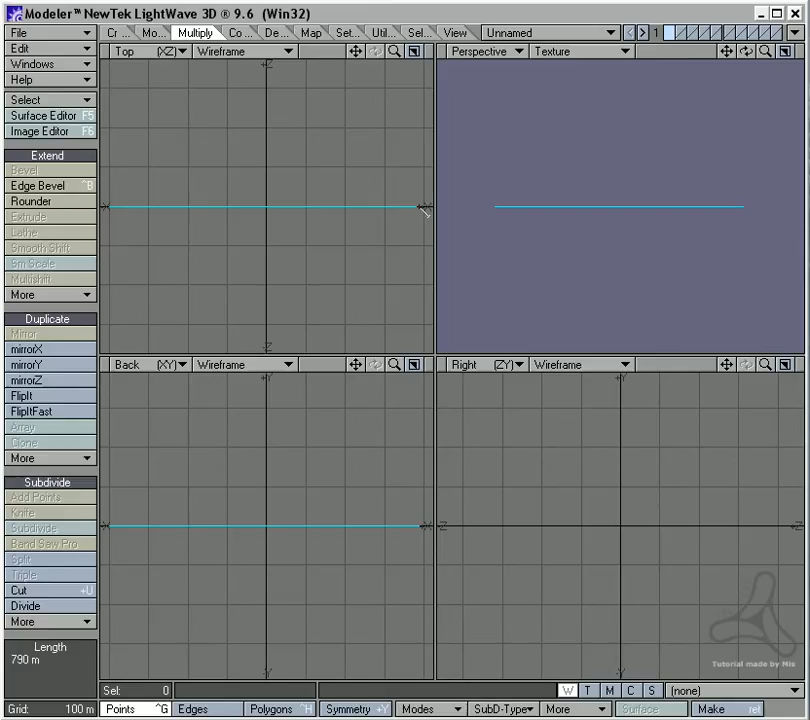 Modeler™ NewTek LightWave 3D ® 9.6 (Win32)
File
Cr ...
Mo...
Multiply
Co ...
De ...
Map
Set...
Util...
Sel...
View
Unnamed
1
Edit
Windows
Help
Top (XZ)
Wireframe
Perspective
Texture
Select
Surface Editor F5
Image Editor F6
Extend
Bevel
Edge Bevel ^B
Rounder
Extrude
Lathe
Smooth Shift
Sm Scale
Multishift
More
Duplicate
Mirror
mirrorX
mirrorY
mirrorZ
FlipIt
FlipItFast
Array
Clone
More
Back (XY)
Wireframe
Right (ZY)
Wireframe
Subdivide
Add Points
Knife
Subdivide
Band Saw Pro
Split
Triple
Cut +U
Divide
More
Length
790 m
Tutorial made by Mis
Sel: 0
W T M C S
(none)
Grid: 100 m
Points ^G
Edges
Polygons ^H
Symmetry +Y
Modes
SubD-Type
More
Surface
Make ret